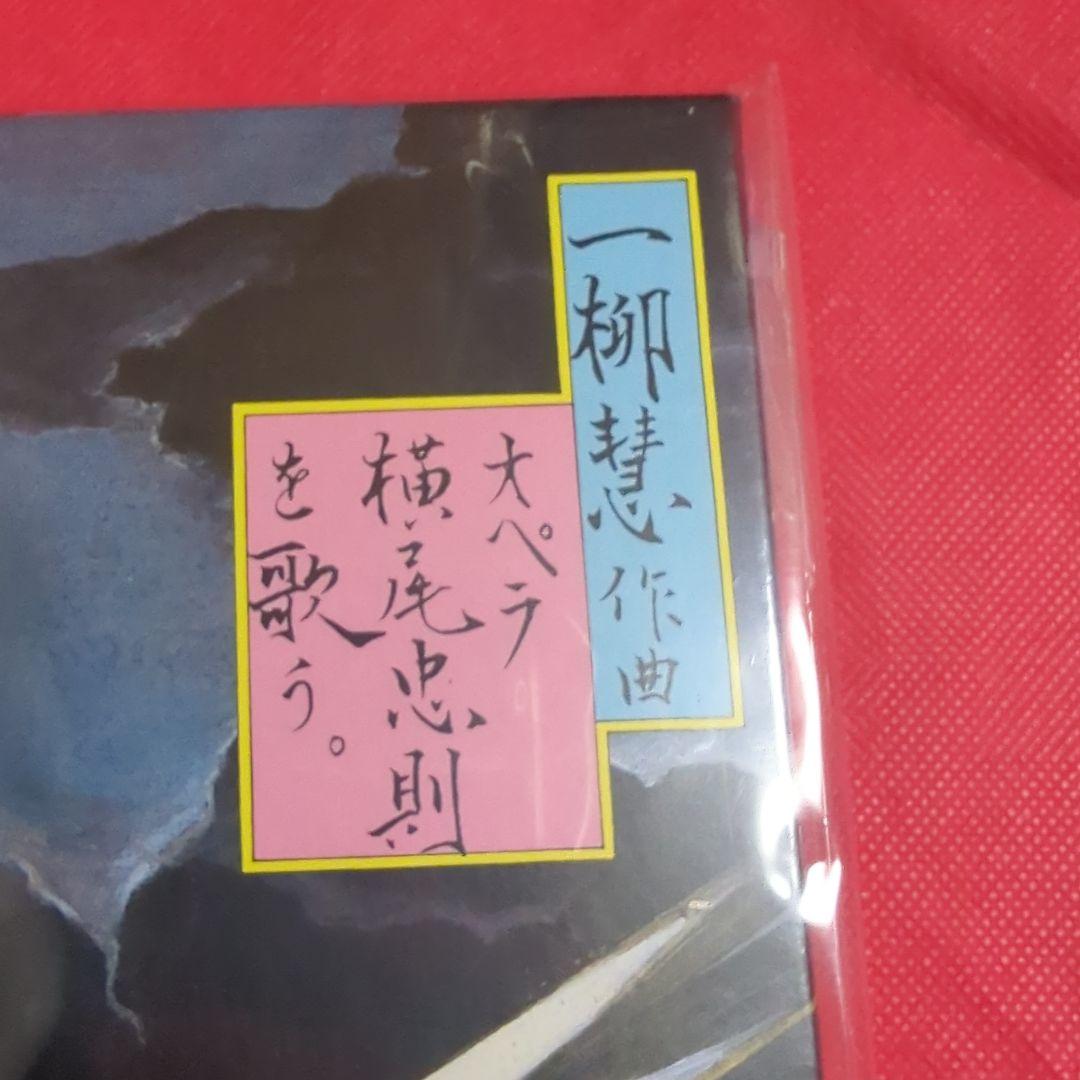 一柳慧作曲
オペラ
横尾忠則
を歌う。